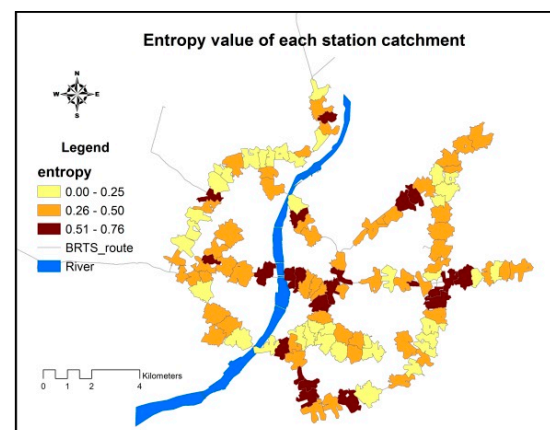 Entropy value of each station catchment
N
W E
S
Legend
entropy
0.00 - 0.25
0.26 - 0.50
0.51 - 0.76
BRTS_route
River
Kilometers
0 1 2 4